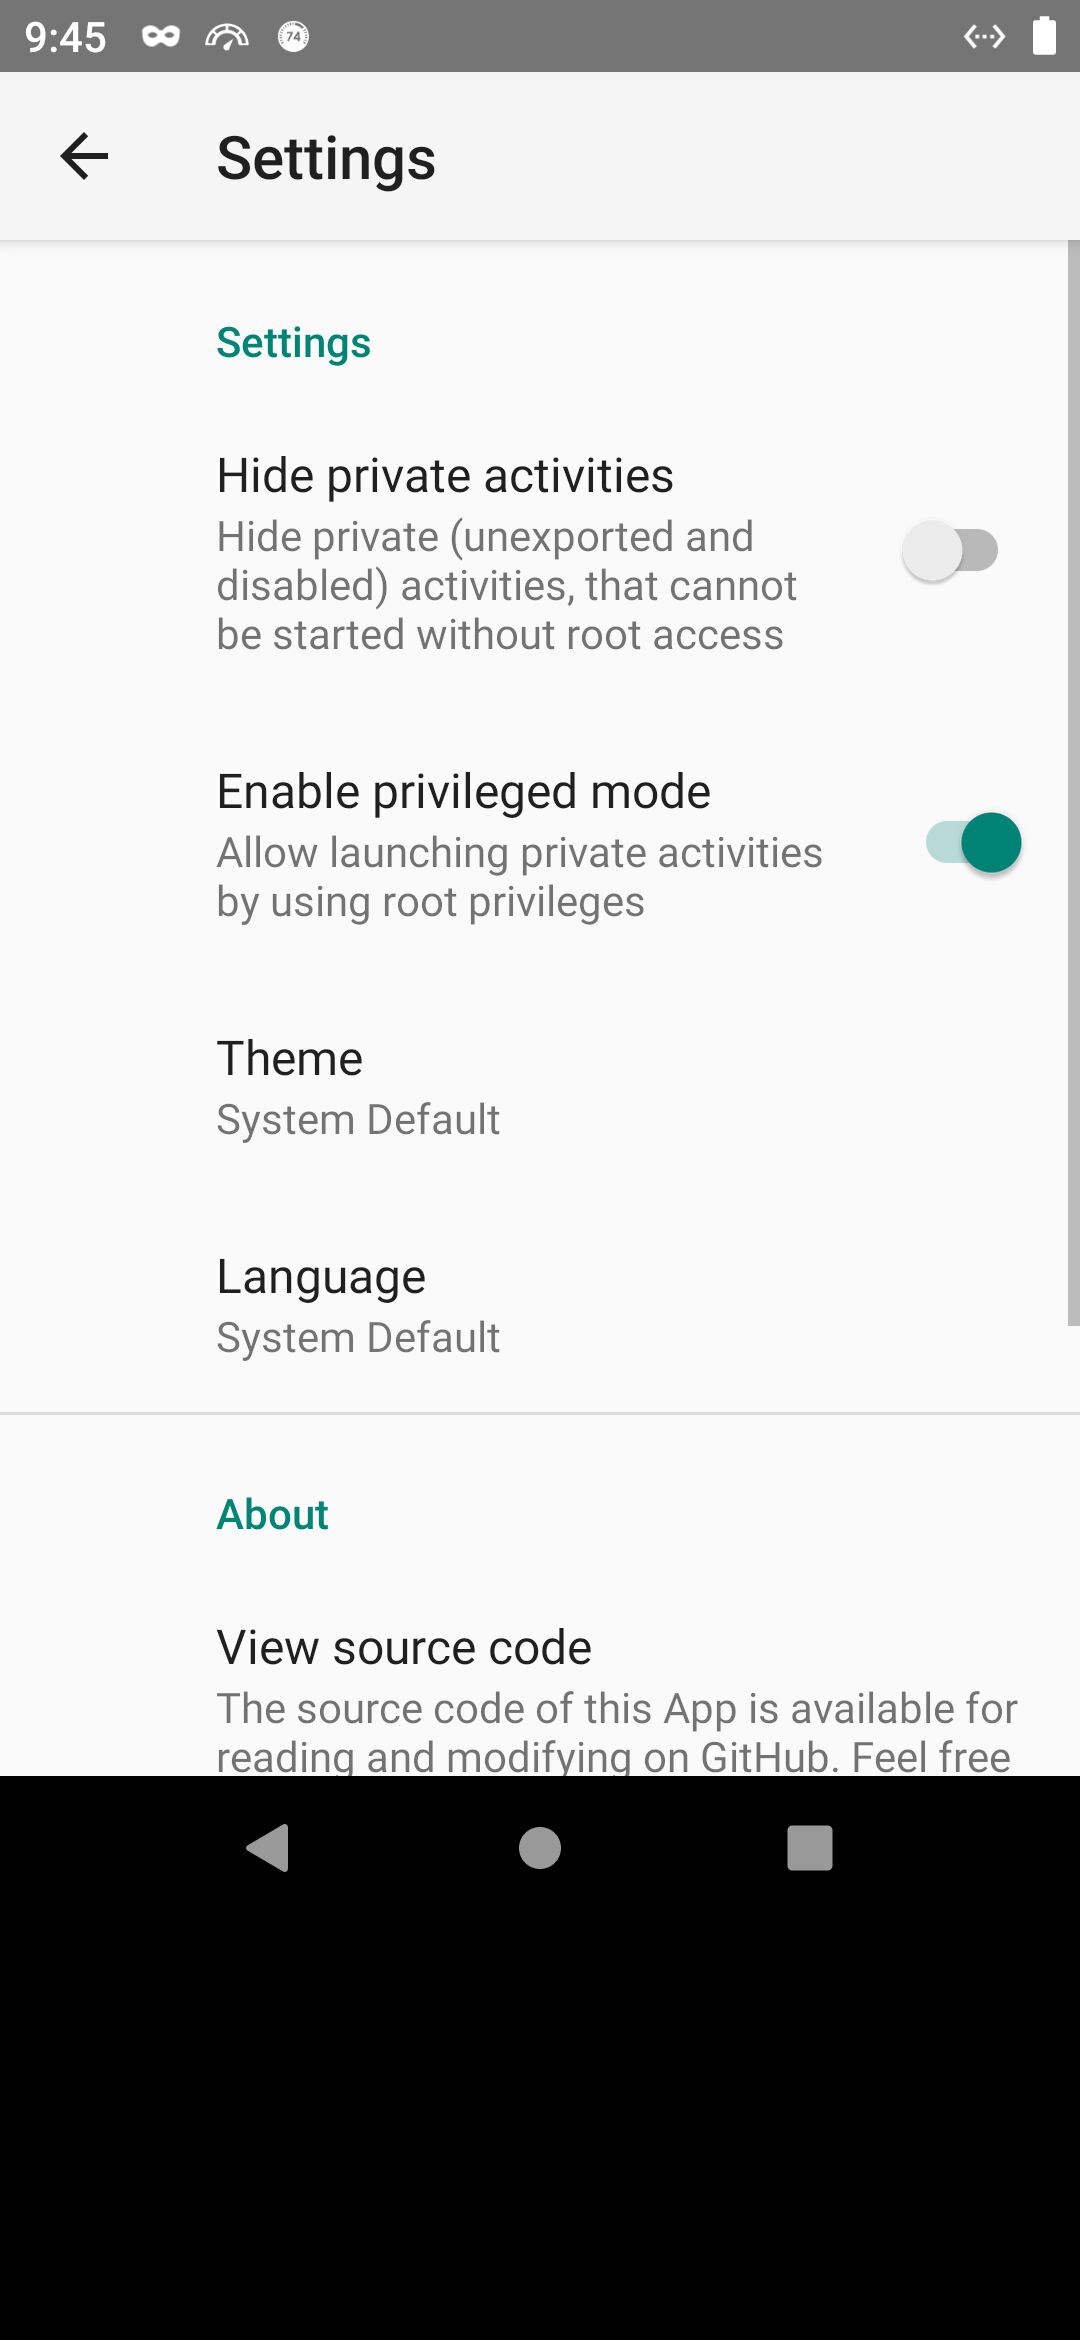 9:45
74
Settings
Settings
Hide private activities
Hide private (unexported and
disabled) activities, that cannot
be started without root access
Enable privileged mode
Allow launching private activities
by using root privileges
Theme
System Default
Language
System Default
About
View source code
The source code of this App is available for
reading and modifying on GitHub. Feel free